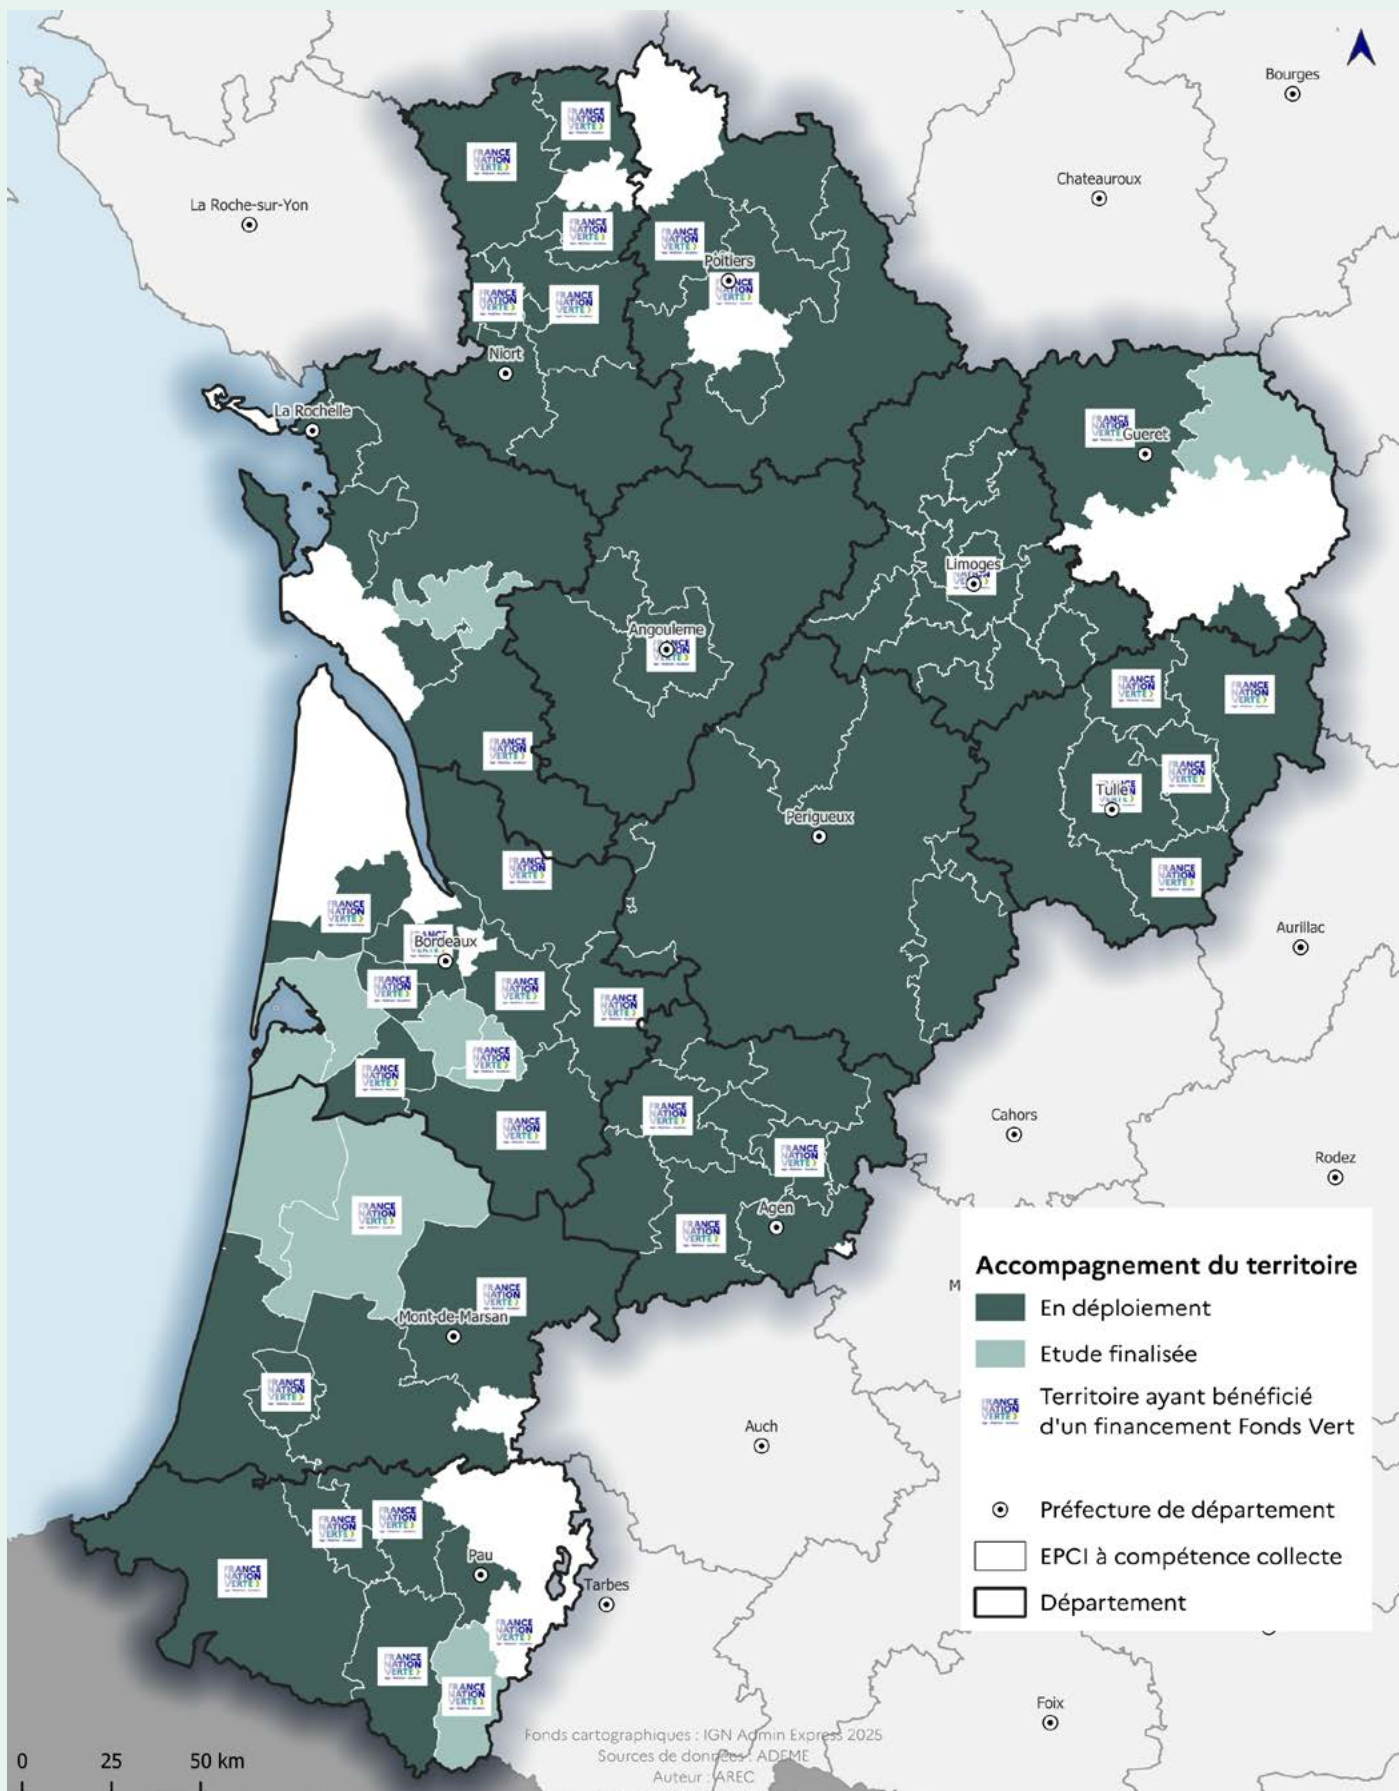 Bourges
Chateauroux
La Roche-sur-Yon
FRANCE
NATION
VERTE
Poitiers
Niort
La Rochelle
Gueret
Limoges
Angouleme
Tulle
Perigueux
Aurillac
Bordeaux
Cahors
Rodez
Agen
Mont-de-Marsan
Auch
Pau
Tarbes
Foix
Accompagnement du territoire
En déploiement
Etude finalisée
FRANCE
NATION
VERTE
Territoire ayant bénéficié
d'un financement Fonds Vert
Préfecture de département
EPCI à compétence collecte
Département
Fonds cartographiques : IGN Admin Express 2025
Sources de données : ADEME
Auteur : AREC
0 25 50 km